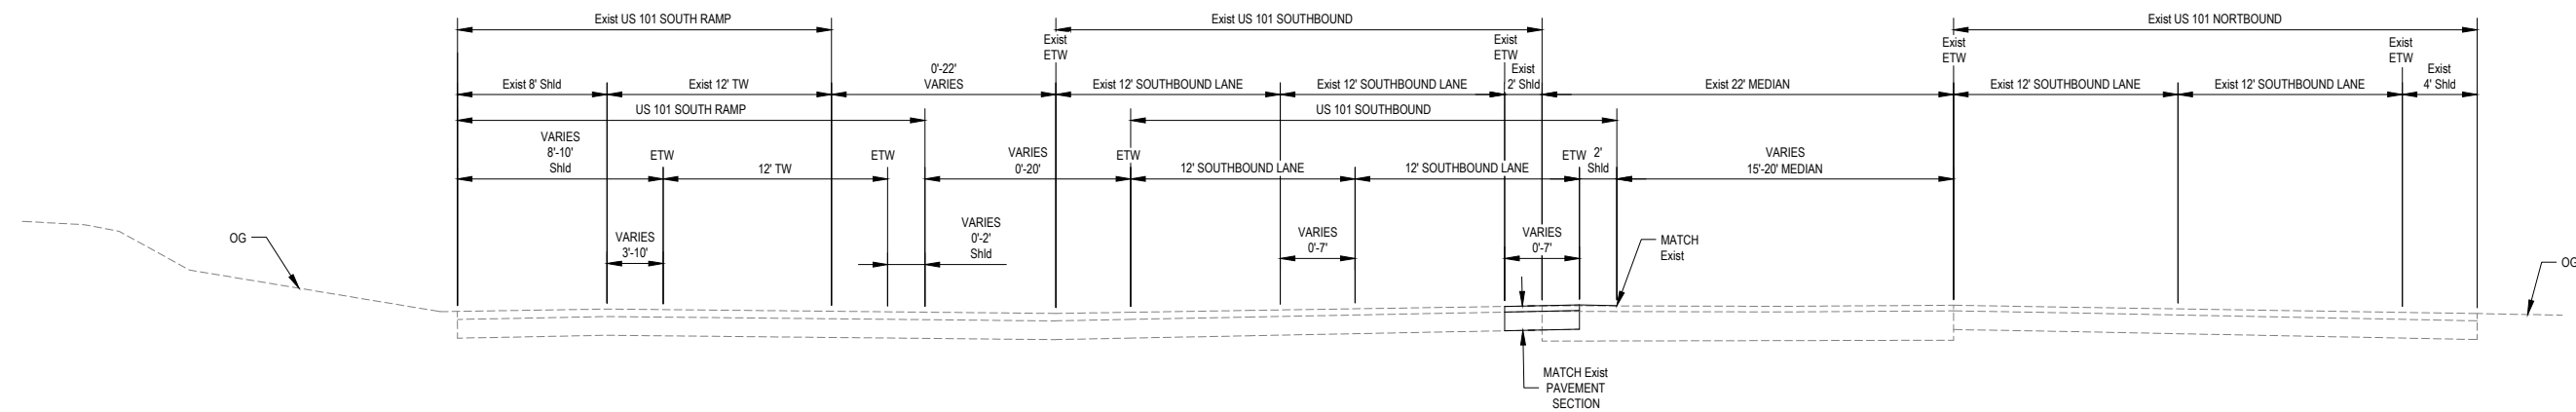 Exist US 101 SOUTH RAMP
Exist US 101 SOUTHBOUND
Exist US 101 NORTBOUND
Exist
ETW
Exist
ETW
Exist
ETW
Exist
ETW
Exist 8' Shld
Exist 12' TW
0'-22'
VARIES
Exist 12' SOUTHBOUND LANE
Exist 12' SOUTHBOUND LANE
Exist
2' Shld
Exist 22' MEDIAN
Exist 12' SOUTHBOUND LANE
Exist 12' SOUTHBOUND LANE
Exist
4' Shld
US 101 SOUTH RAMP
US 101 SOUTHBOUND
VARIES
8'-10'
Shld
ETW
12' TW
ETW
VARIES
0'-20'
ETW
12' SOUTHBOUND LANE
12' SOUTHBOUND LANE
ETW
2'
Shld
VARIES
15'-20' MEDIAN
OG
VARIES
3'-10'
VARIES
0'-2'
Shld
VARIES
0'-7'
VARIES
0'-7'
MATCH
Exist
OG
MATCH Exist
PAVEMENT
SECTION